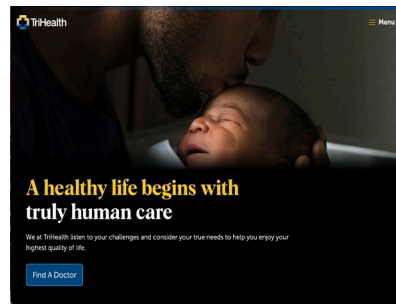 TriHealth
Menu
A healthy life begins with
truly human care
We at TriHealth listen to your challenges and consider your true needs to help you enjoy your
highest quality of life.
Find A Doctor